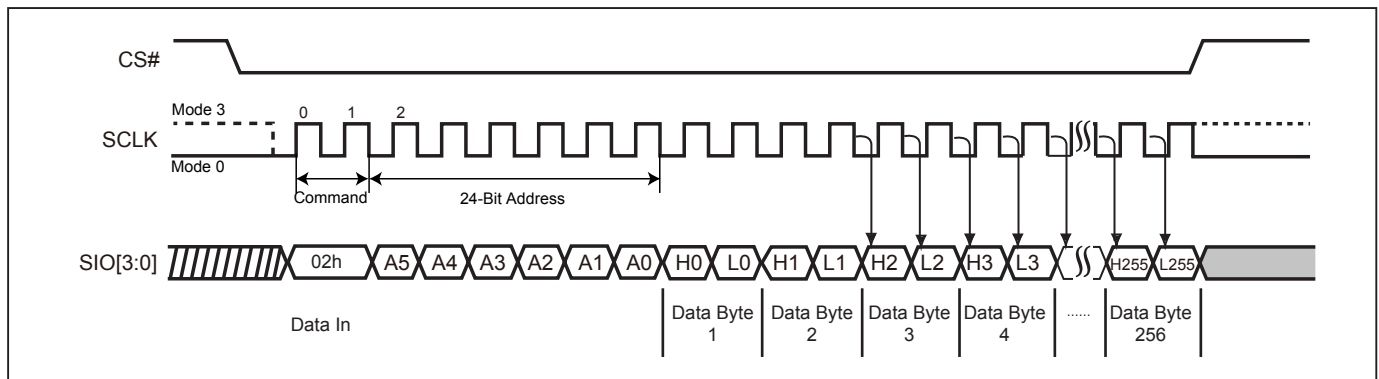 CS#
Mode 3
0 1 2
SCLK
Mode 0
Command
24-Bit Address
SIO[3:0]
02h A5 A4 A3 A2 A1 A0 H0 L0 H1 L1 H2 L2 H3 L3 H255 L255
Data In
Data Byte 1
Data Byte 2
Data Byte 3
Data Byte 4
......
Data Byte 256